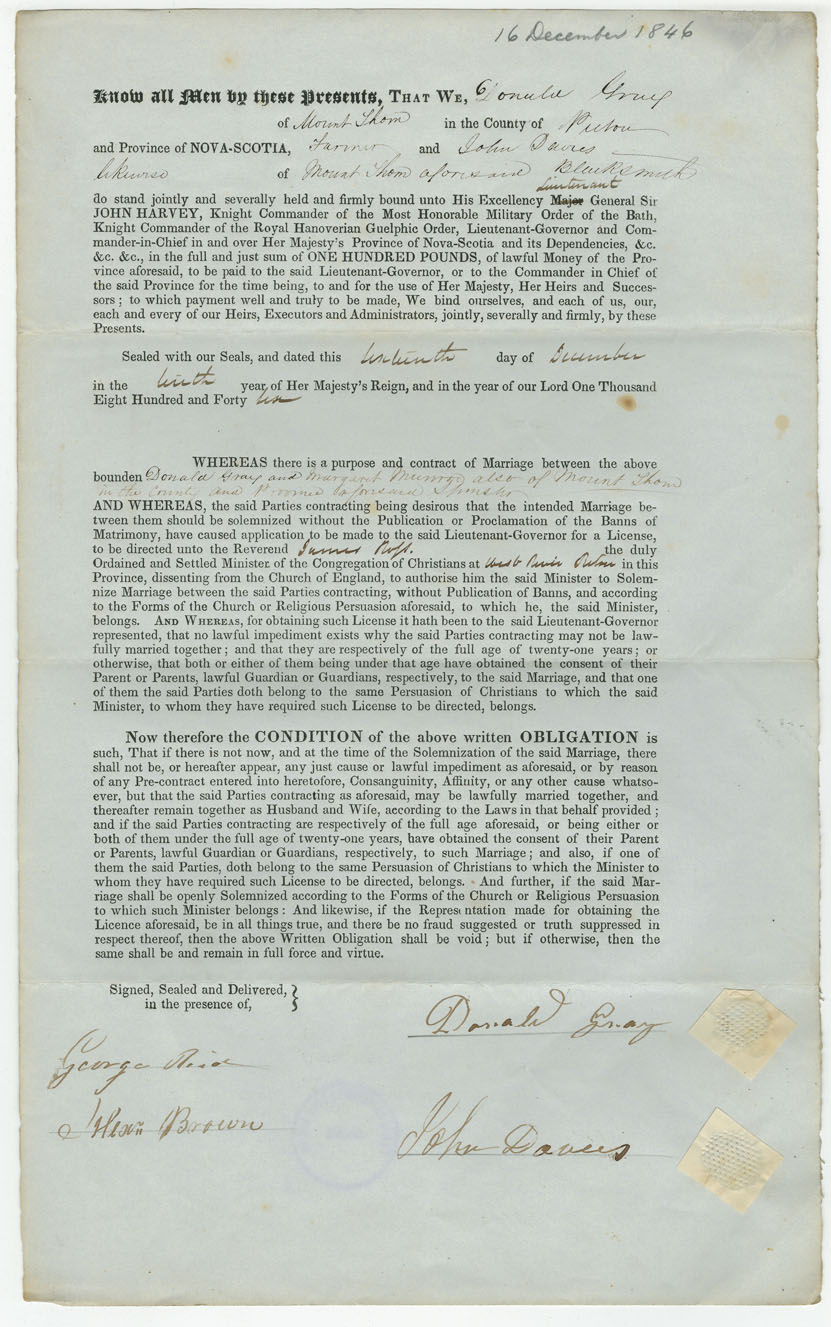 16 December 1846
Know all Men by these Presents, THAT WE, Donald Gray
of Mount Thom in the County of Pictou
and Province of NOVA-SCOTIA, Farmer and John Davies
likewise of Mount Thom aforesaid Blacksmith
Lieutenant
do stand jointly and severally held and firmly bound unto His Excellency Major General Sir
JOHN HARVEY, Knight Commander of the Most Honorable Military Order of the Bath,
Knight Commander of the Royal Hanoverian Guelphic Order, Lieutenant-Governor and Com-
mander-in-Chief in and over Her Majesty's Province of Nova-Scotia and its Dependencies, &c.
&c. &c., in the full and just sum of ONE HUNDRED POUNDS, of lawful Money of the Pro-
vince aforesaid, to be paid to the said Lieutenant-Governor, or to the Commander in Chief of
the said Province for the time being, to and for the use of Her Majesty, Her Heirs and Succes-
sors ; to which payment well and truly to be made, We bind ourselves, and each of us, our,
each and every of our Heirs, Executors and Administrators, jointly, severally and firmly, by these
Presents.
Sealed with our Seals, and dated this sixteenth day of December
in the tenth year of Her Majesty's Reign, and in the year of our Lord One Thousand
Eight Hundred and Forty six
WHEREAS there is a purpose and contract of Marriage between the above
bounden Donald Gray and Margaret Munroe also of Mount Thom
in the County and Province aforesaid Spinster
AND WHEREAS, the said Parties contracting being desirous that the intended Marriage be-
tween them should be solemnized without the Publication or Proclamation of the Banns of
Matrimony, have caused application to be made to the said Lieutenant-Governor for a License,
to be directed unto the Reverend James Ross. the duly
Ordained and Settled Minister of the Congregation of Christians at West River Pictou in this
Province, dissenting from the Church of England, to authorise him the said Minister to Solem-
nize Marriage between the said Parties contracting, without Publication of Banns, and according
to the Forms of the Church or Religious Persuasion aforesaid, to which he, the said Minister,
belongs. AND WHEREAS, for obtaining such License it hath been to the said Lieutenant-Governor
represented, that no lawful impediment exists why the said Parties contracting may not be law-
fully married together ; and that they are respectively of the full age of twenty-one years ; or
otherwise, that both or either of them being under that age have obtained the consent of their
Parent or Parents, lawful Guardian or Guardians, respectively, to the said Marriage, and that one
of them the said Parties doth belong to the same Persuasion of Christians to which the said
Minister, to whom they have required such License to be directed, belongs.
Now therefore the CONDITION of the above written OBLIGATION is
such, That if there is not now, and at the time of the Solemnization of the said Marriage, there
shall not be, or hereafter appear, any just cause or lawful impediment as aforesaid, or by reason
of any Pre-contract entered into heretofore, Consanguinity, Affinity, or any other cause whatso-
ever, but that the said Parties contracting as aforesaid, may be lawfully married together, and
thereafter remain together as Husband and Wife, according to the Laws in that behalf provided ;
and if the said Parties contracting are respectively of the full age aforesaid, or being either or
both of them under the full age of twenty-one years, have obtained the consent of their Parent
or Parents, lawful Guardian or Guardians, respectively, to such Marriage ; and also, if one of
them the said Parties, doth belong to the same Persuasion of Christians to which the Minister to
whom they have required such License to be directed, belongs. And further, if the said Mar-
riage shall be openly Solemnized according to the Forms of the Church or Religious Persuasion
to which such Minister belongs : And likewise, if the Representation made for obtaining the
Licence aforesaid, be in all things true, and there be no fraud suggested or truth suppressed in
respect thereof, then the above Written Obligation shall be void ; but if otherwise, then the
same shall be and remain in full force and virtue.
Signed, Sealed and Delivered,
in the presence of,
Donald Gray
George Reid
Alexr Brown
John Davies